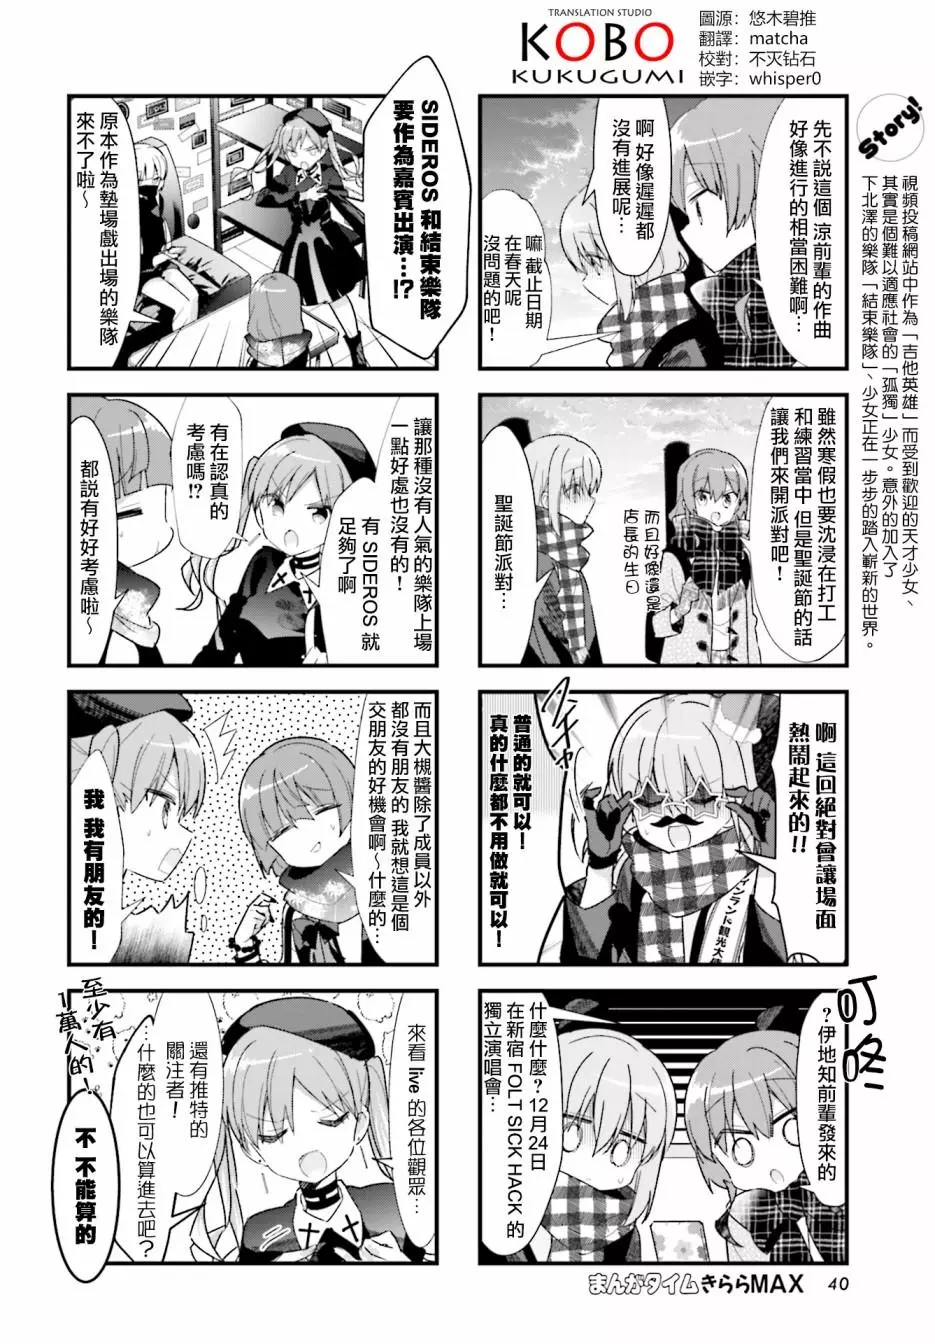 TRANSLATION STUDIO
KOBO
KUKUGUMI
圖源：悠木碧推
翻譯：matcha
校對：不灭钻石
嵌字：whisper0
Story!
視頻投稿網站中作為「吉他英雄」而受到歡迎的天才少女、
其實是個難以適應社會的「孤獨」少女。意外的加入了
下北澤的樂隊「結束樂隊」、少女正在一步步的踏入嶄新的世界。
先不說這個 涼前輩的作曲
好像進行的相當困難啊…
啊 好像遲遲都
沒有進展呢…
嘛 截止日期
在春天呢
沒問題的吧!
雖然寒假也要沈浸在打工
和練習當中 但是聖誕節的話
讓我們來開派對吧!
而且好像還是
店長的生日
聖誕節派對…
啊 這回絕對會讓場面
熱鬧起來的!!
普通的就可以!
真的什麼都不用做就可以!
ィンランド観光大使
叮咚
?伊地知前輩發來的
什麼什麼? 12月24日
在新宿 FOLT SICK HACK 的
獨立演唱會…
SIDEROS 和結束樂隊
要作為嘉賓出演…!?
原本作為墊場戲出場的樂隊
來不了啦～
讓那種沒有人氣的樂隊上場
一點好處也沒有的!
有 SIDEROS 就
足夠了啊
有在認真的
考慮嗎!?
都説有好好考慮啦～
而且大槻醬除了成員以外
都沒有朋友的 我就想這是個
交朋友的好機會啊～什麼的…
我 我有朋友的!
來看 live 的各位觀眾…
還有推特的
關注者!
…什麼的也可以算進去吧?
至少有
1萬人的!
不 不能算的
まんがタイムきららMAX
40